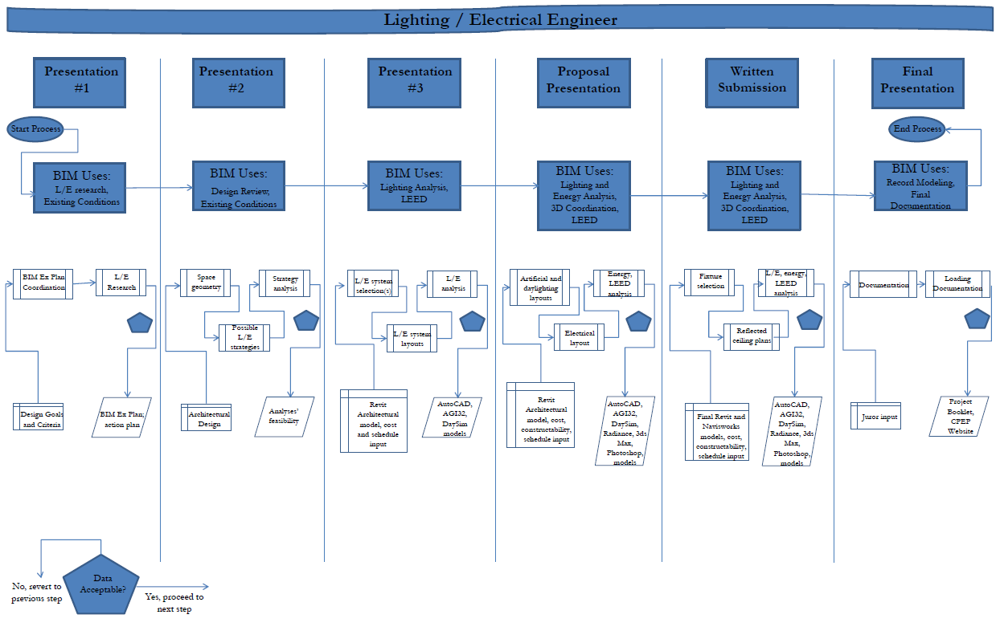 Lighting / Electrical Engineer
Presentation
#1
Presentation
#2
Presentation
#3
Proposal
Presentation
Written
Submission
Final
Presentation
Start Process
End Process
BIM Uses:
L/E research,
Existing Conditions
BIM Uses:
Design Review,
Existing Conditions
BIM Uses:
Lighting Analysis,
LEED
BIM Uses:
Lighting and
Energy Analysis,
3D Coordination,
LEED
BIM Uses:
Lighting and
Energy Analysis,
3D Coordination,
LEED
BIM Uses:
Record Modeling,
Final
Documentation
BIM Ex Plan
Coordination
L/E
Research
Space
geometry
Strategy
analysis
Possible
L/E
strategies
L/E system
selection(s)
L/E
analysis
L/E system
layouts
Artificial and
daylighting
layouts
Energy,
LEED
analysis
Electrical
layout
Fixture
selection
L/E, energy,
LEED
analysis
Reflected
ceiling plans
Documentation
Loading
Documentation
Design Goals
and Criteria
BIM Ex Plan;
action plan
Architectural
Design
Analyses'
feasibility
Revit
Architectural
model, cost
and schedule
input
AutoCAD,
AGI32,
DaySim
models
Revit
Architectural
model, cost,
constructability,
schedule input
AutoCAD,
AGI32,
DaySim,
Radiance, 3ds
Max,
Photoshop,
models
Final Revit and
Navisworks
models, cost,
constructability,
schedule input
AutoCAD,
AGI32,
DaySim,
Radiance, 3ds
Max,
Photoshop,
models
Juror input
Project
Booklet,
CPEP
Website
Data
Acceptable?
No, revert to
previous step
Yes, proceed to
next step